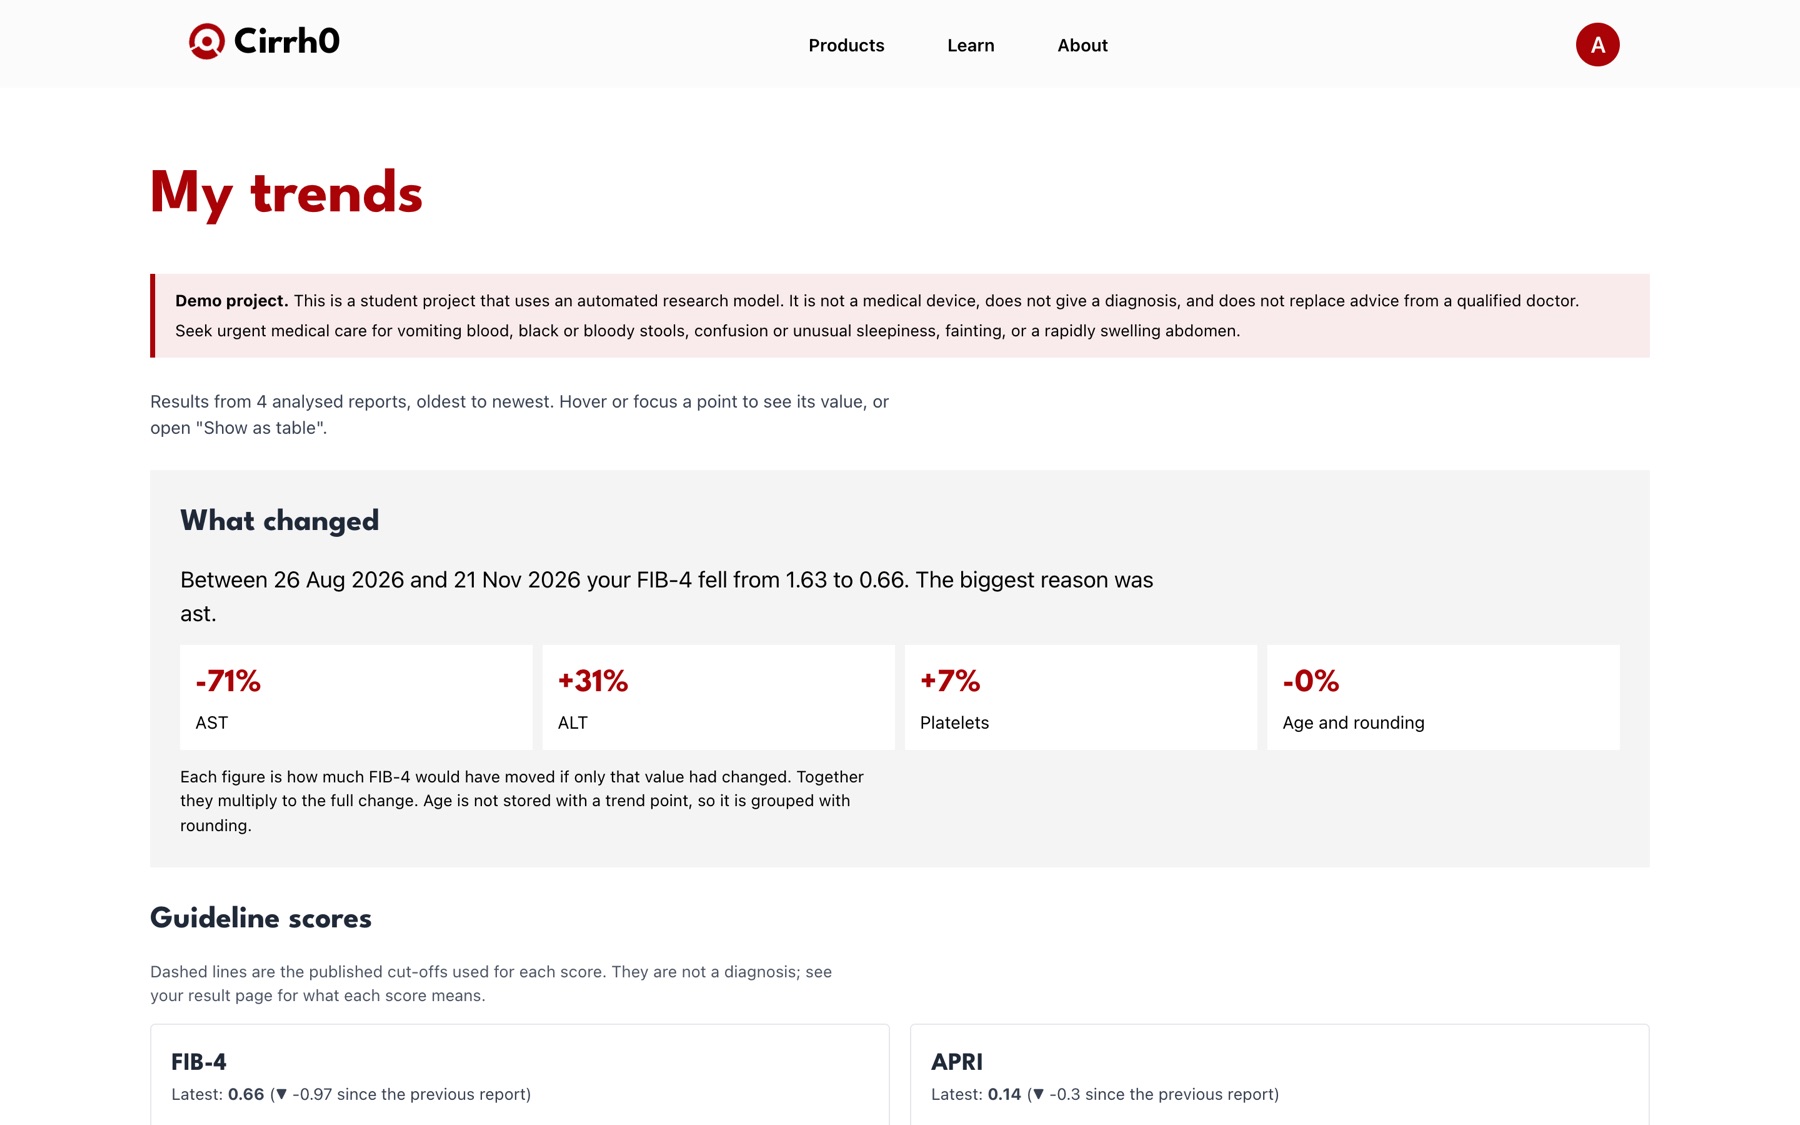 Cirrh0
Products
Learn
About
A
My trends
Demo project. This is a student project that uses an automated research model. It is not a medical device, does not give a diagnosis, and does not replace advice from a qualified doctor.
Seek urgent medical care for vomiting blood, black or bloody stools, confusion or unusual sleepiness, fainting, or a rapidly swelling abdomen.
Results from 4 analysed reports, oldest to newest. Hover or focus a point to see its value, or
open "Show as table".
What changed
Between 26 Aug 2026 and 21 Nov 2026 your FIB-4 fell from 1.63 to 0.66. The biggest reason was
ast.
-71%
AST
+31%
ALT
+7%
Platelets
-0%
Age and rounding
Each figure is how much FIB-4 would have moved if only that value had changed. Together
they multiply to the full change. Age is not stored with a trend point, so it is grouped with
rounding.
Guideline scores
Dashed lines are the published cut-offs used for each score. They are not a diagnosis; see
your result page for what each score means.
FIB-4
Latest: 0.66 (▼ -0.97 since the previous report)
APRI
Latest: 0.14 (▼ -0.3 since the previous report)